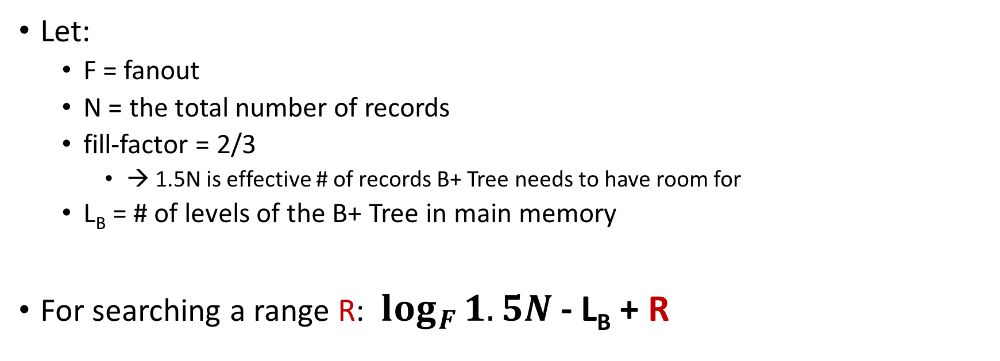 • Let:
• F = fanout
• N = the total number of records
• fill-factor = 2/3
• → 1.5N is effective # of records B+ Tree needs to have room for
• L_B = # of levels of the B+ Tree in main memory
• For searching a range R: log_F 1.5N - L_B + R